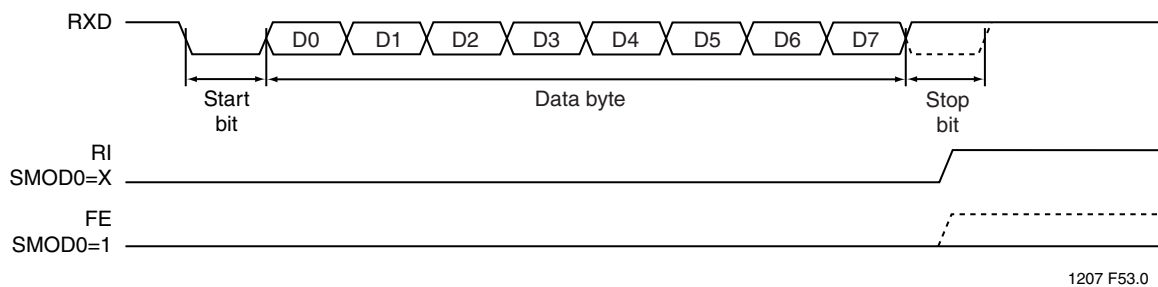 RXD
D0 D1 D2 D3 D4 D5 D6 D7
Start
bit
Data byte
Stop
bit
RI
SMOD0=X
FE
SMOD0=1
1207 F53.0